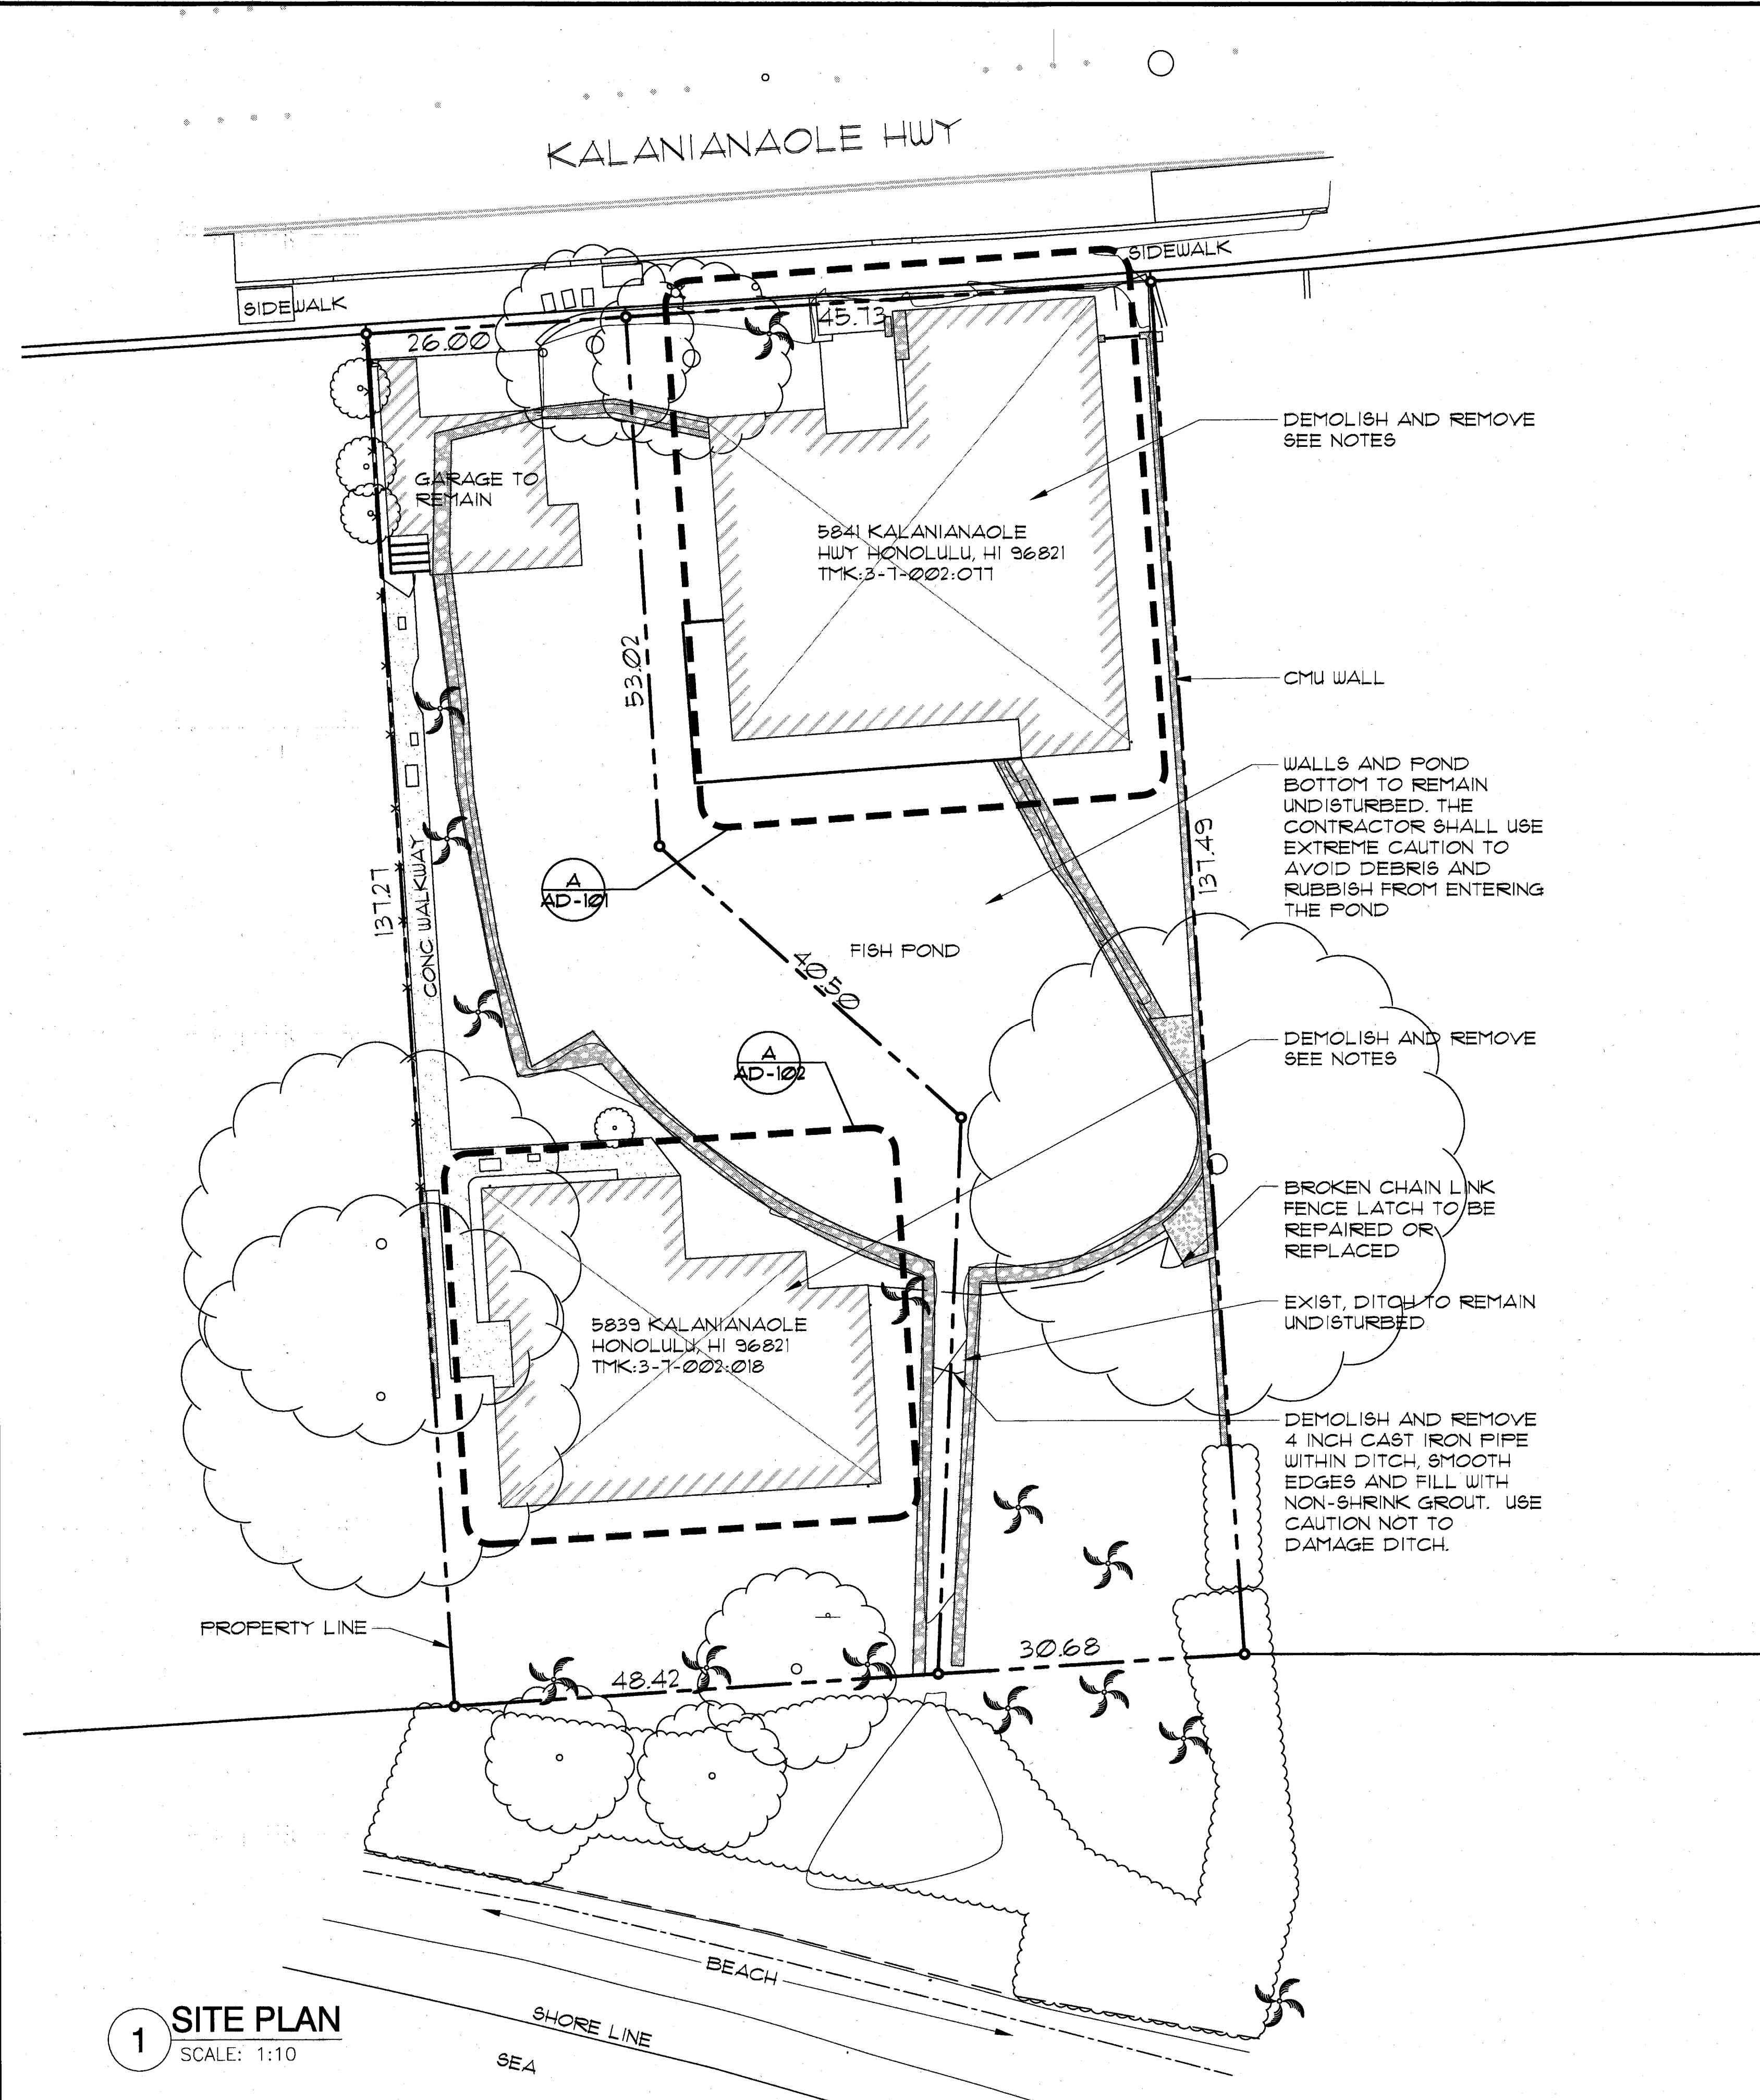 KALANIANAOLE HWY
SIDEWALK
SIDEWALK
26.00
45.73
DEMOLISH AND REMOVE
SEE NOTES
GARAGE TO
REMAIN
5841 KALANIANAOLE
HWY HONOLULU, HI 96821
TMK:3-7-002:077
53.02
CMU WALL
WALLS AND POND
BOTTOM TO REMAIN
UNDISTURBED. THE
CONTRACTOR SHALL USE
EXTREME CAUTION TO
AVOID DEBRIS AND
RUBBISH FROM ENTERING
THE POND
137.49
137.27
CONC WALKWAY
A
AD-101
FISH POND
40.50
A
AD-102
DEMOLISH AND REMOVE
SEE NOTES
BROKEN CHAIN LINK
FENCE LATCH TO BE
REPAIRED OR
REPLACED
EXIST, DITCH TO REMAIN
UNDISTURBED
5839 KALANIANAOLE
HONOLULU, HI 96821
TMK:3-7-002:018
DEMOLISH AND REMOVE
4 INCH CAST IRON PIPE
WITHIN DITCH, SMOOTH
EDGES AND FILL WITH
NON-SHRINK GROUT. USE
CAUTION NOT TO
DAMAGE DITCH.
PROPERTY LINE
48.42
30.68
BEACH
SHORE LINE
SEA
1
SITE PLAN
SCALE: 1:10